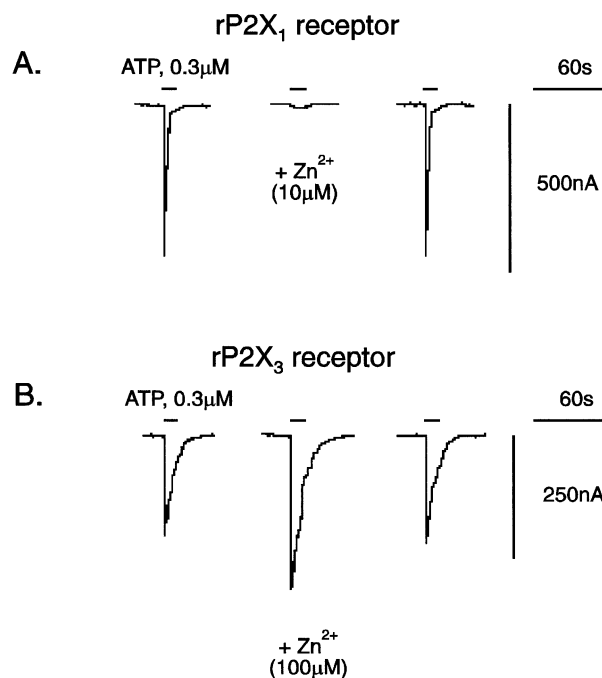 rP2X₁ receptor
A.
ATP, 0.3µM
60s
+ Zn²⁺
(10µM)
500nA
rP2X₃ receptor
B.
ATP, 0.3µM
60s
250nA
+ Zn²⁺
(100µM)